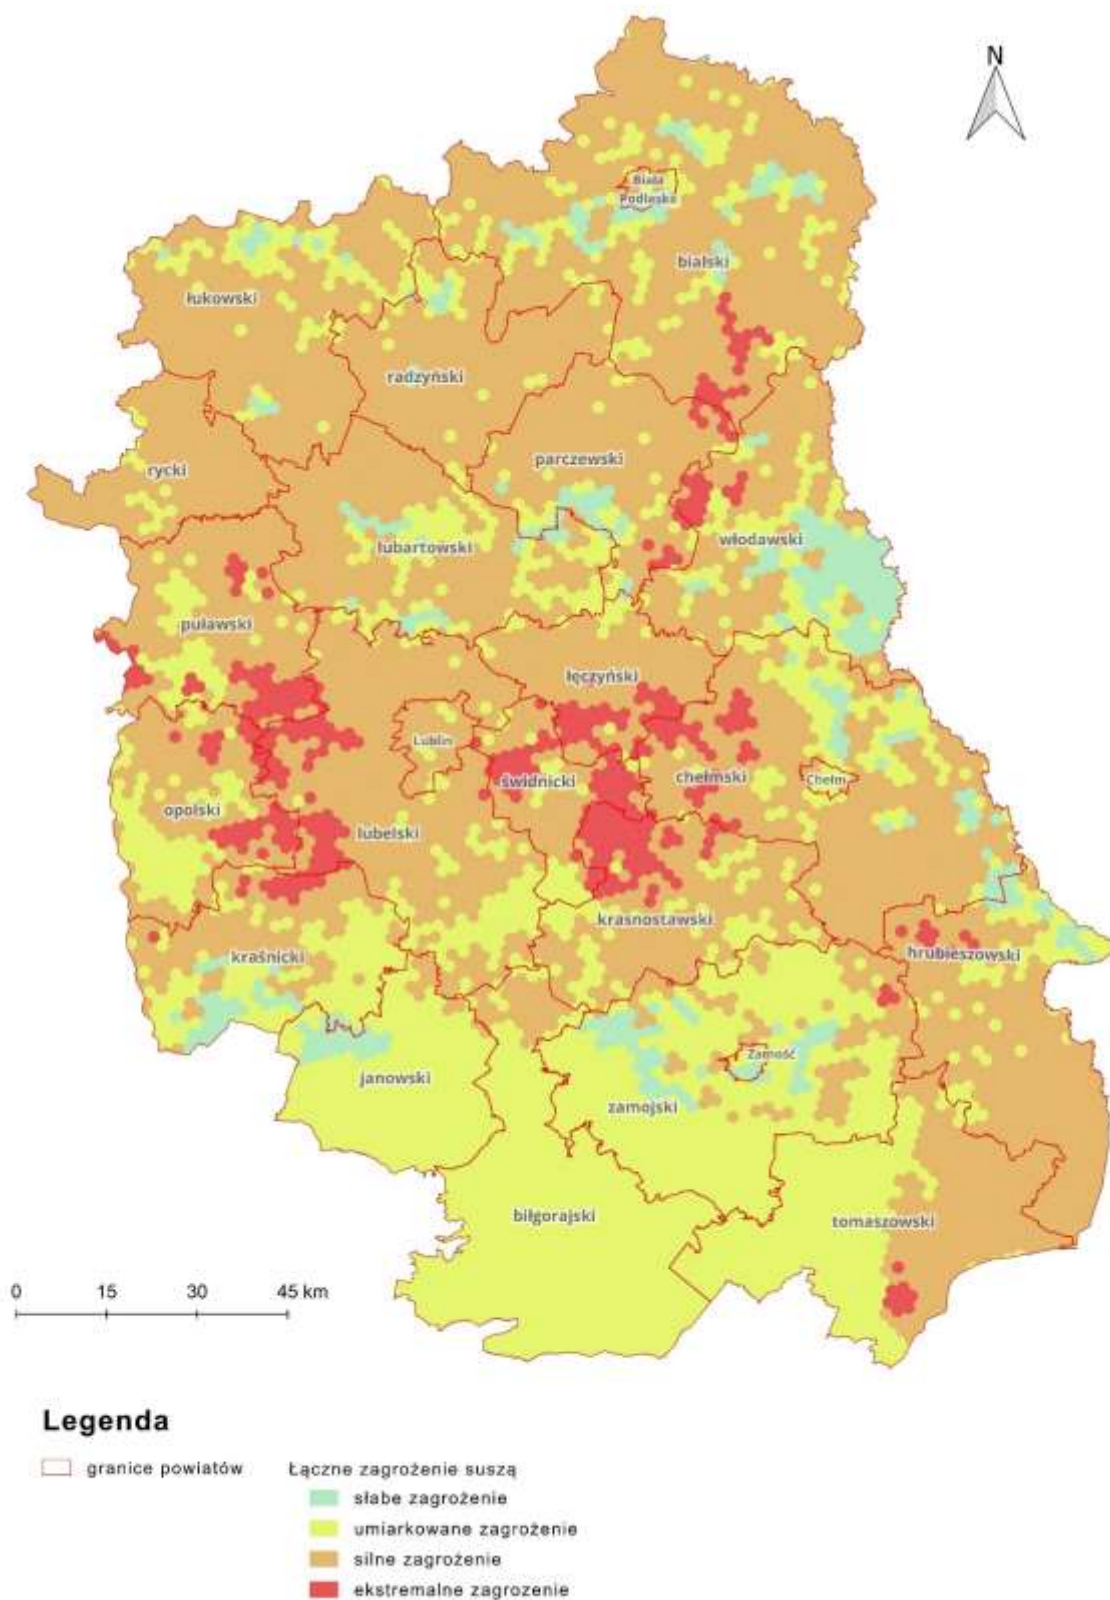 N
Biała
Podlaska
bialski
łukowski
radzyński
parczewski
rycki
lubartowski
włodawski
puławski
łęczyński
Lublin
świdnicki
chełmski
Chełm
opolski
lubelski
krasnostawski
kraśnicki
hrubieszowski
Zamość
janowski
zamojski
biłgorajski
tomaszowski
0 15 30 45 km
Legenda
granice powiatów
Łączne zagrożenie suszą
słabe zagrożenie
umiarkowane zagrożenie
silne zagrożenie
ekstremalne zagrozenie